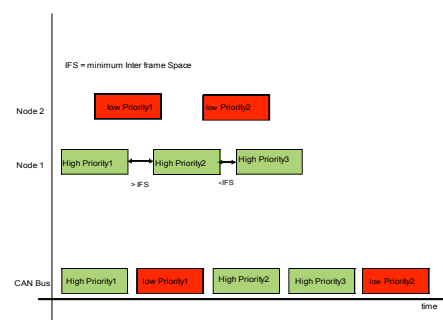 IFS = minimum Inter frame Space
Node 2
low Priority1
low Priority2
Node 1
High Priority1
High Priority2
High Priority3
> IFS
<IFS
CAN Bus
High Priority1
low Priority1
High Priority2
High Priority3
low Priority2
time